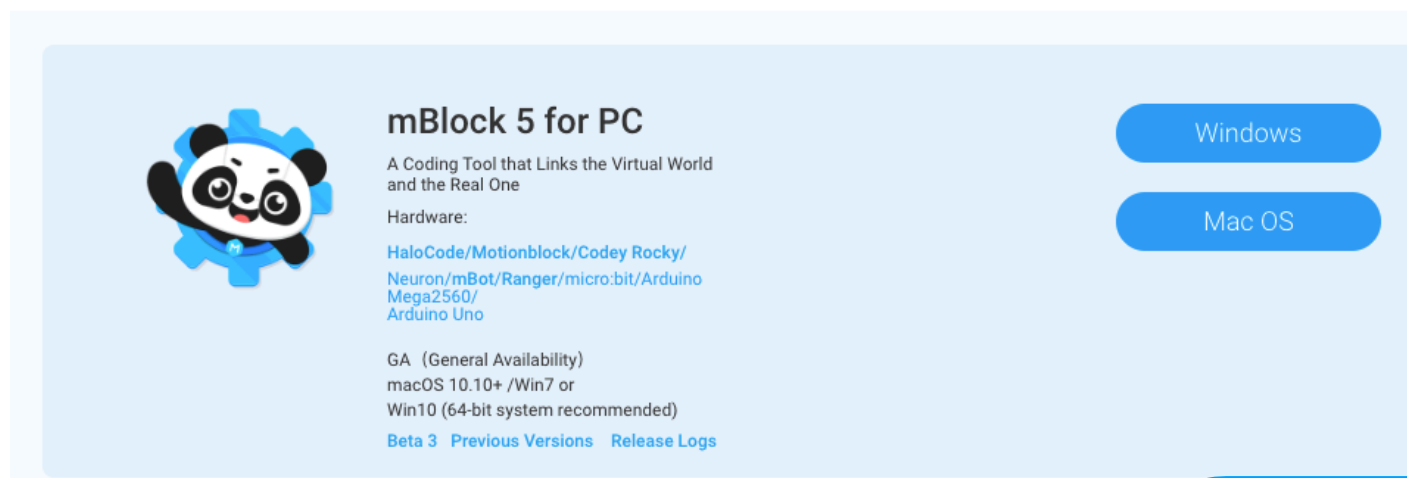 mBlock 5 for PC
A Coding Tool that Links the Virtual World
and the Real One
Hardware:
HaloCode/Motionblock/Codey Rocky/
Neuron/mBot/Ranger/micro:bit/Arduino
Mega2560/
Arduino Uno
GA（General Availability）
macOS 10.10+ /Win7 or
Win10 (64-bit system recommended)
Beta 3 Previous Versions Release Logs
Windows
Mac OS